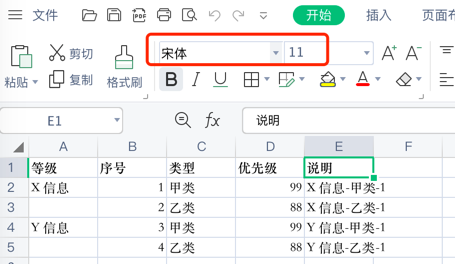 文件 开始 插入 页面布
剪切 宋体 11 A+ A-
粘贴 复制 格式刷 B I U A
E1 fx 说明
A B C D E F
1 等级 序号 类型 优先级 说明
2 X 信息 1 甲类 99 X 信息-甲类-1
3 2 乙类 88 X 信息-乙类-1
4 Y 信息 3 甲类 99 Y 信息-甲类-1
5 4 乙类 88 Y 信息-乙类-1